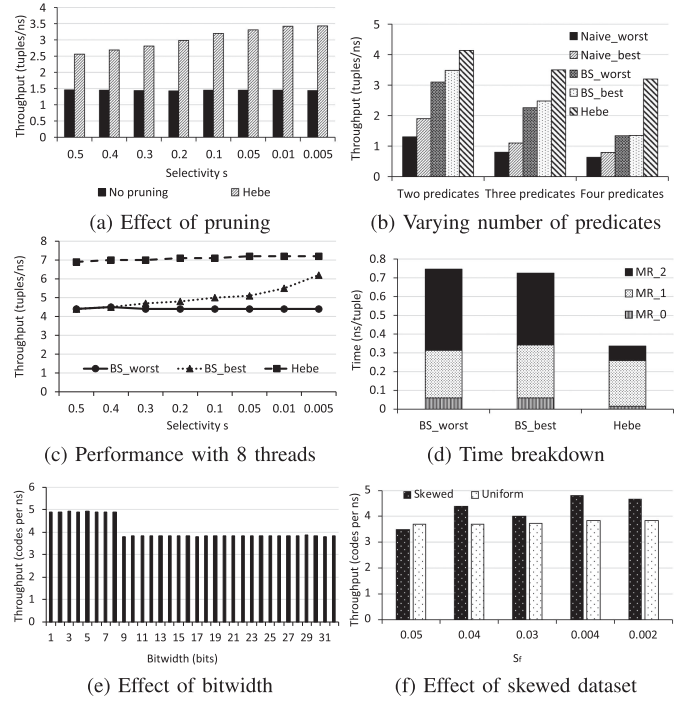 Throughput (tuples/ns)
4
3.5
3
2.5
2
1.5
1
0.5
0
0.5 0.4 0.3 0.2 0.1 0.05 0.01 0.005
Selectivity s
No pruning Hebe
(a) Effect of pruning
Throughput (tuples/ns)
5
4
3
2
1
0
Naive_worst
Naive_best
BS_worst
BS_best
Hebe
Two predicates Three predicates Four predicates
(b) Varying number of predicates
Throughput (tuples/ns)
8
7
6
5
4
3
2
1
0
BS_worst BS_best Hebe
0.5 0.4 0.3 0.2 0.1 0.05 0.01 0.005
Selectivity s
(c) Performance with 8 threads
Time (ns/tuple)
0.8
0.7
0.6
0.5
0.4
0.3
0.2
0.1
0
MR_2
MR_1
MR_0
BS_worst BS_best Hebe
(d) Time breakdown
Throughput (codes per ns)
6
5
4
3
2
1
0
1 3 5 7 9 11 13 15 17 19 21 23 25 27 29 31
Bitwidth (bits)
(e) Effect of bitwidth
Throughput (codes per ns)
5
4
3
2
1
0
Skewed Uniform
0.05 0.04 0.03 0.004 0.002
Sf
(f) Effect of skewed dataset